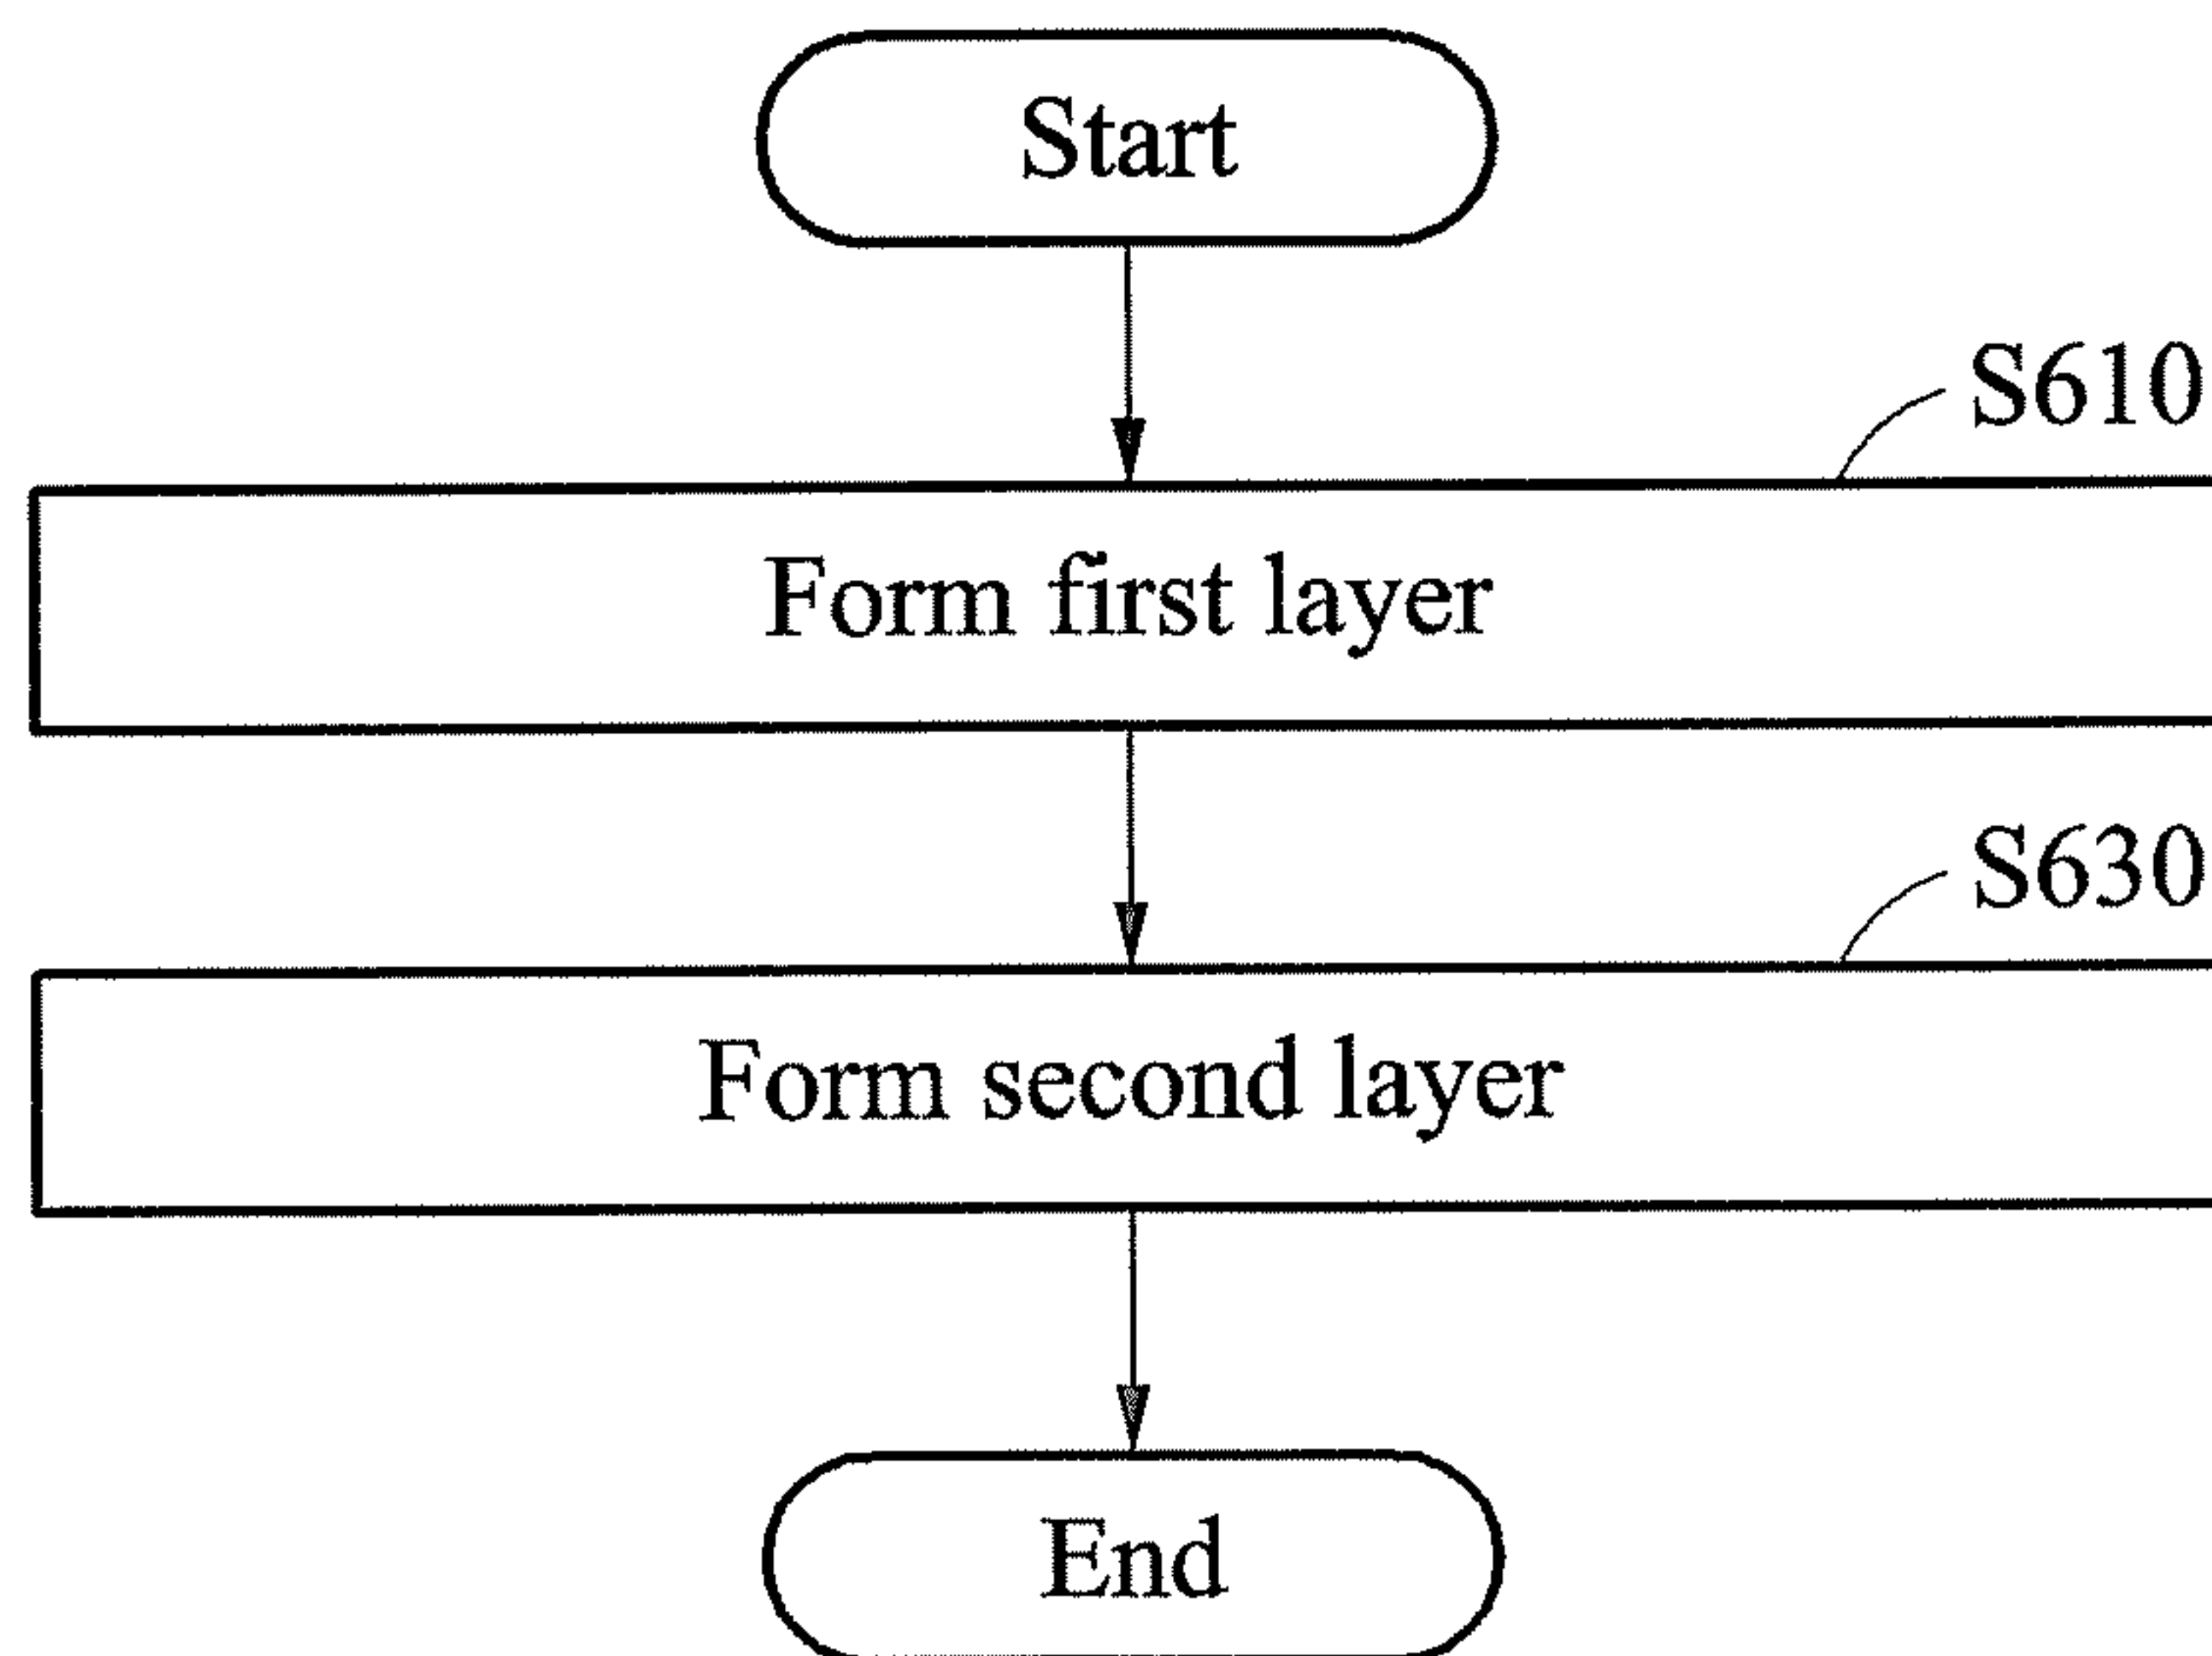 Start
S610
Form first layer
S630
Form second layer
End